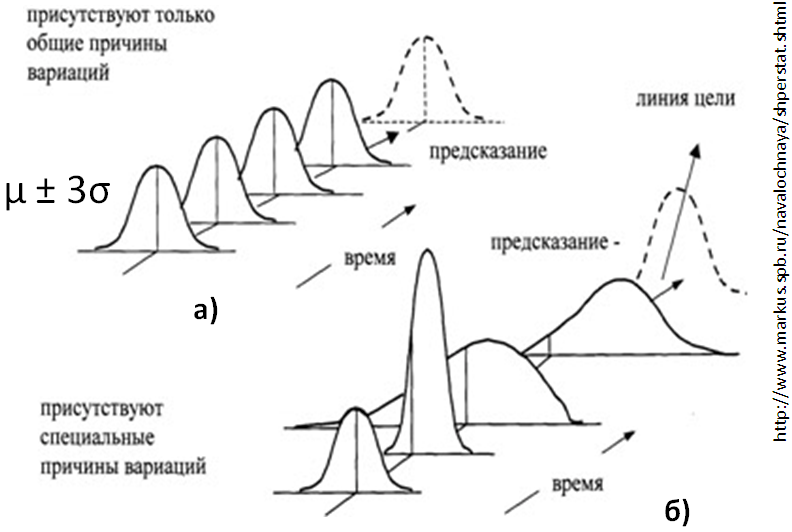 присутствуют только
общие причины
вариаций
линия цели
предсказание
μ ± 3σ
предсказание -
время
а)
присутствуют
специальные
причины вариаций
время
б)
http://www.markus.spb.ru/navalochnaya/shperstat.shtml